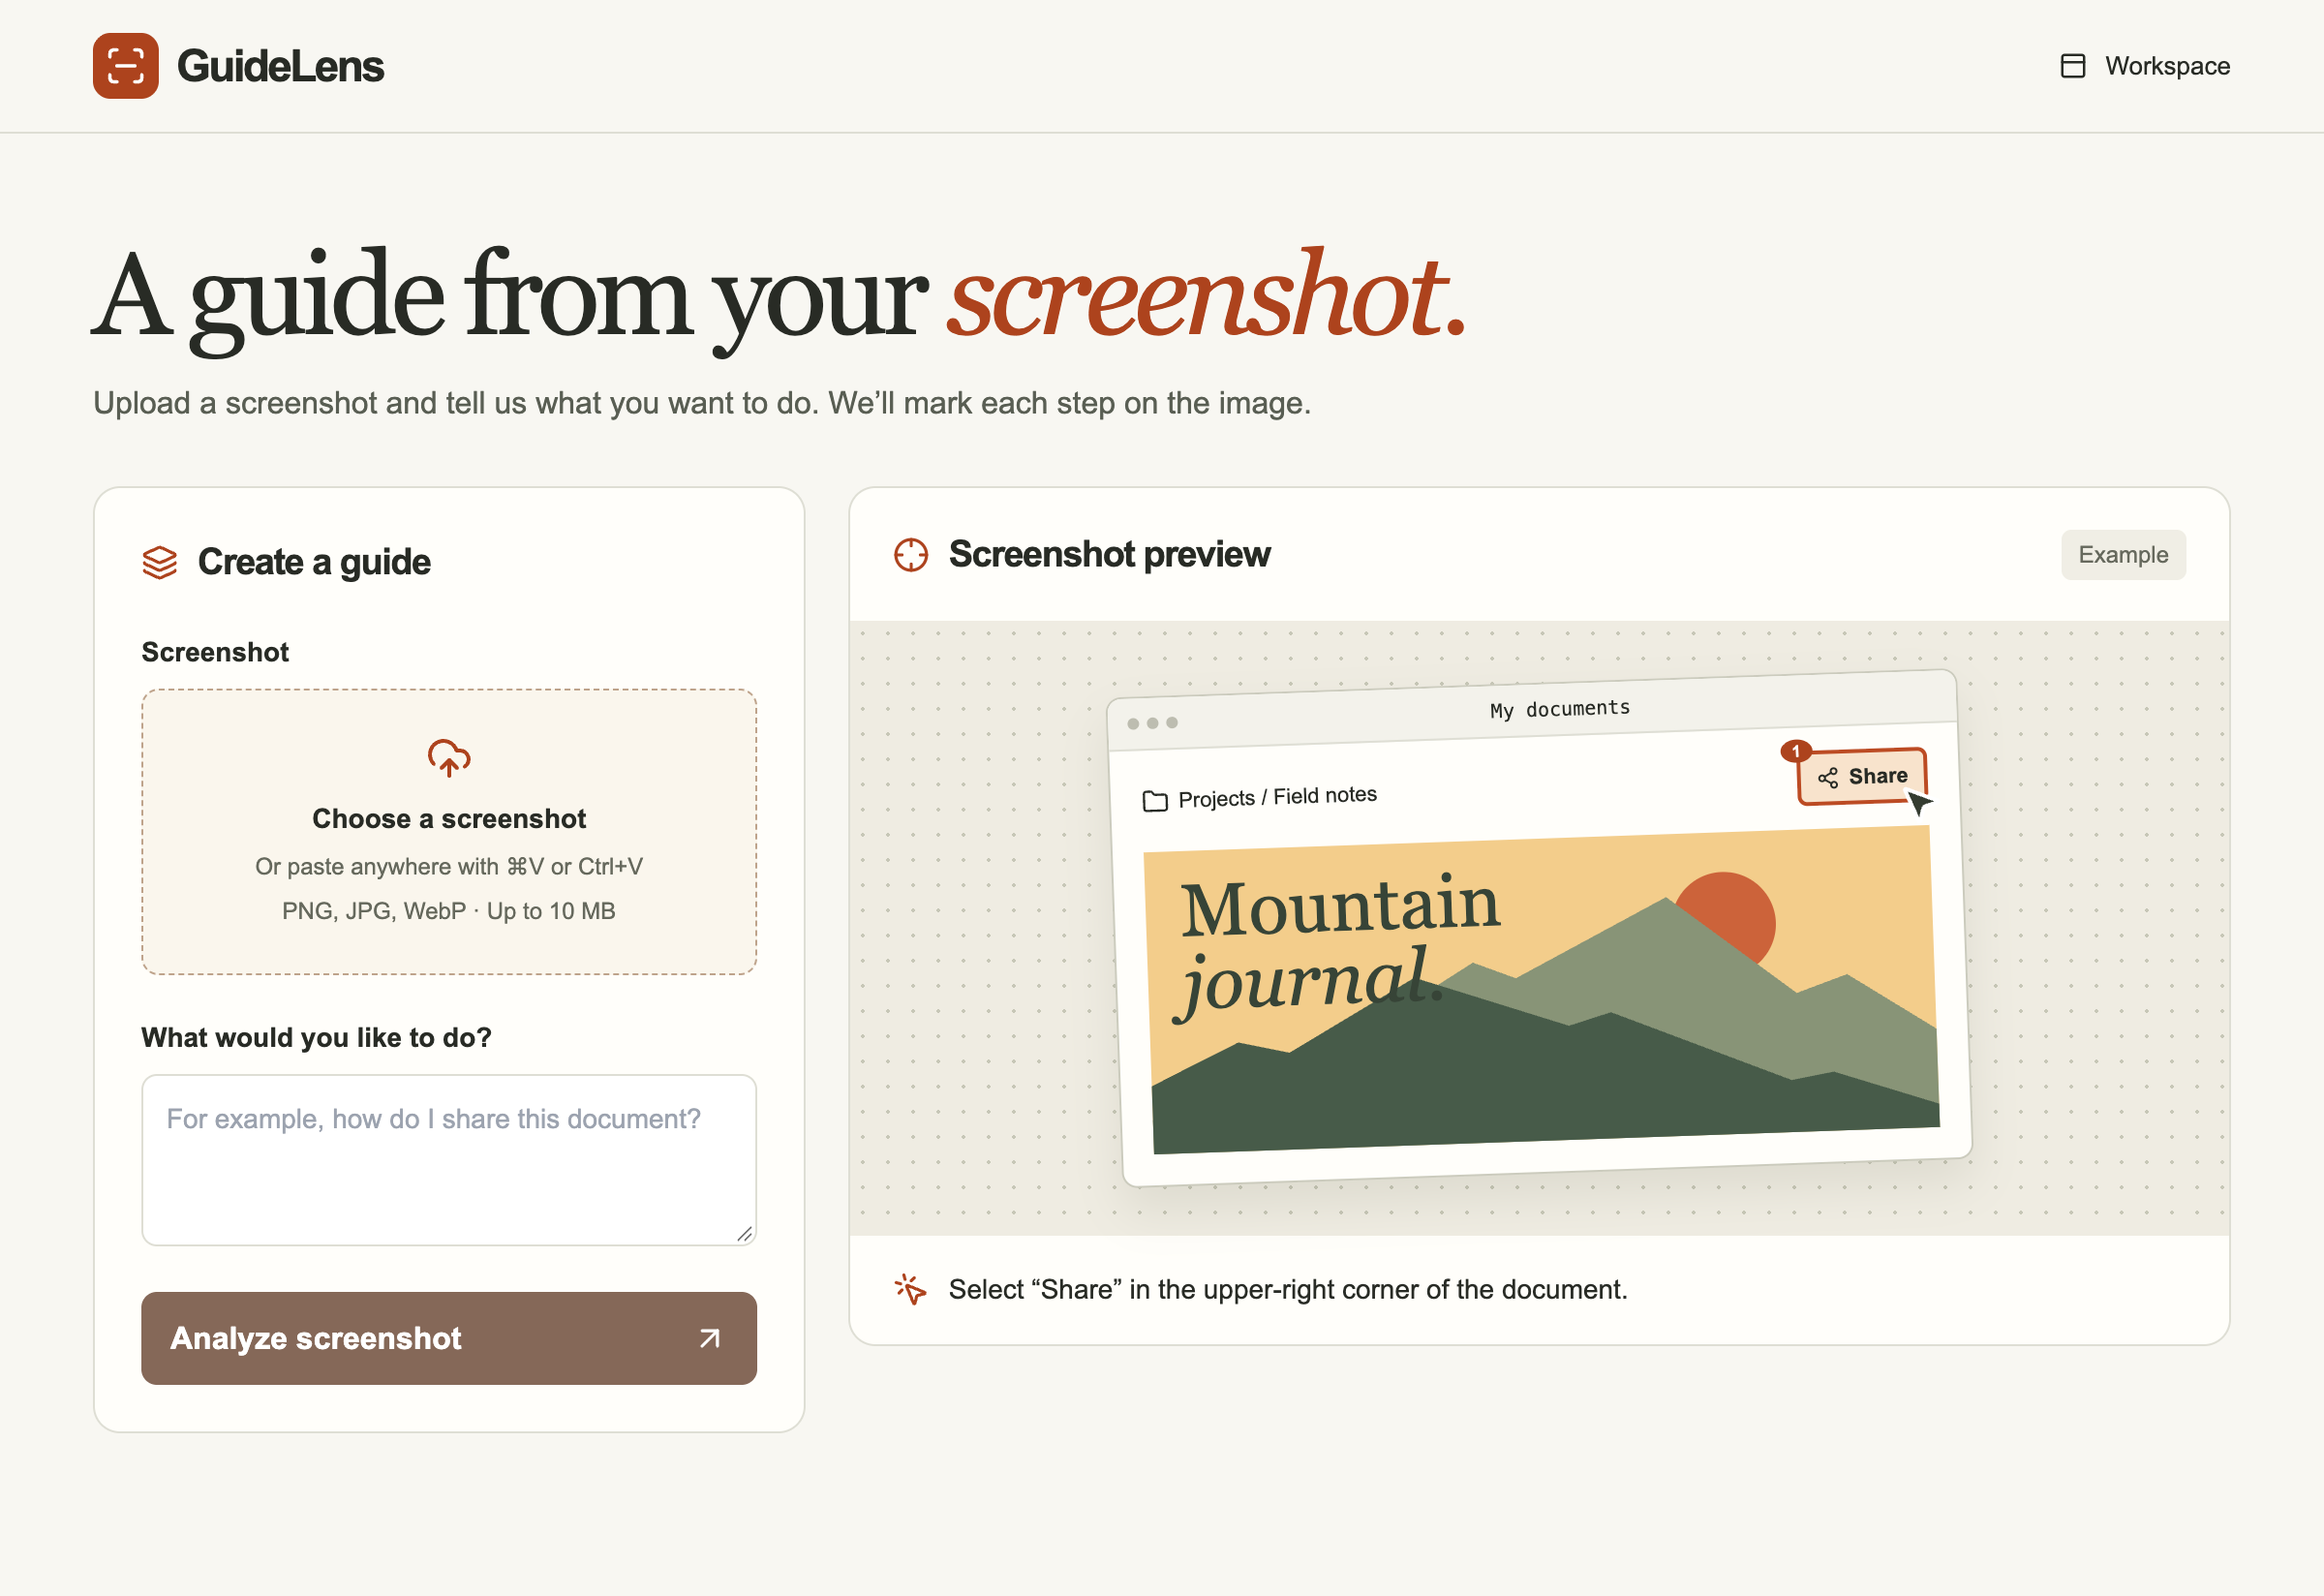 GuideLens
Workspace
A guide from your screenshot.
Upload a screenshot and tell us what you want to do. We’ll mark each step on the image.
Create a guide
Screenshot
Choose a screenshot
Or paste anywhere with ⌘V or Ctrl+V
PNG, JPG, WebP · Up to 10 MB
What would you like to do?
For example, how do I share this document?
Analyze screenshot
Screenshot preview
Example
My documents
Projects / Field notes
1
Share
Mountain
journal.
Select “Share” in the upper-right corner of the document.